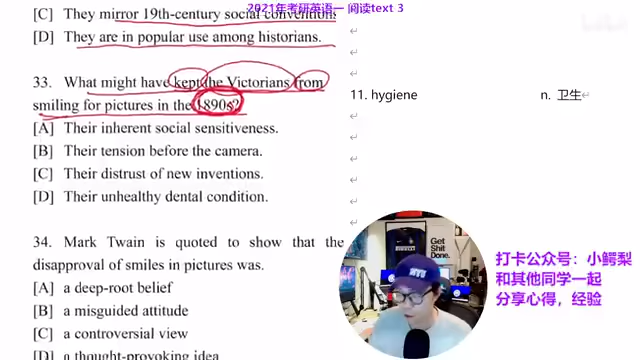 2021年考研英语一 阅读text 3
[C] They mirror 19th-century social conventions
[D] They are in popular use among historians.
33. What might have kept the Victorians from
smiling for pictures in the 1890s?
[A] Their inherent social sensitiveness.
[B] Their tension before the camera.
[C] Their distrust of new inventions.
[D] Their unhealthy dental condition.
34. Mark Twain is quoted to show that the
disapproval of smiles in pictures was.
[A] a deep-root belief
[B] a misguided attitude
[C] a controversial view
[D] a thought-provoking idea
11. hygiene n. 卫生
Get
Shit
Done.
NYU
打卡公众号：小鳄梨
和其他同学一起
分享心得，经验